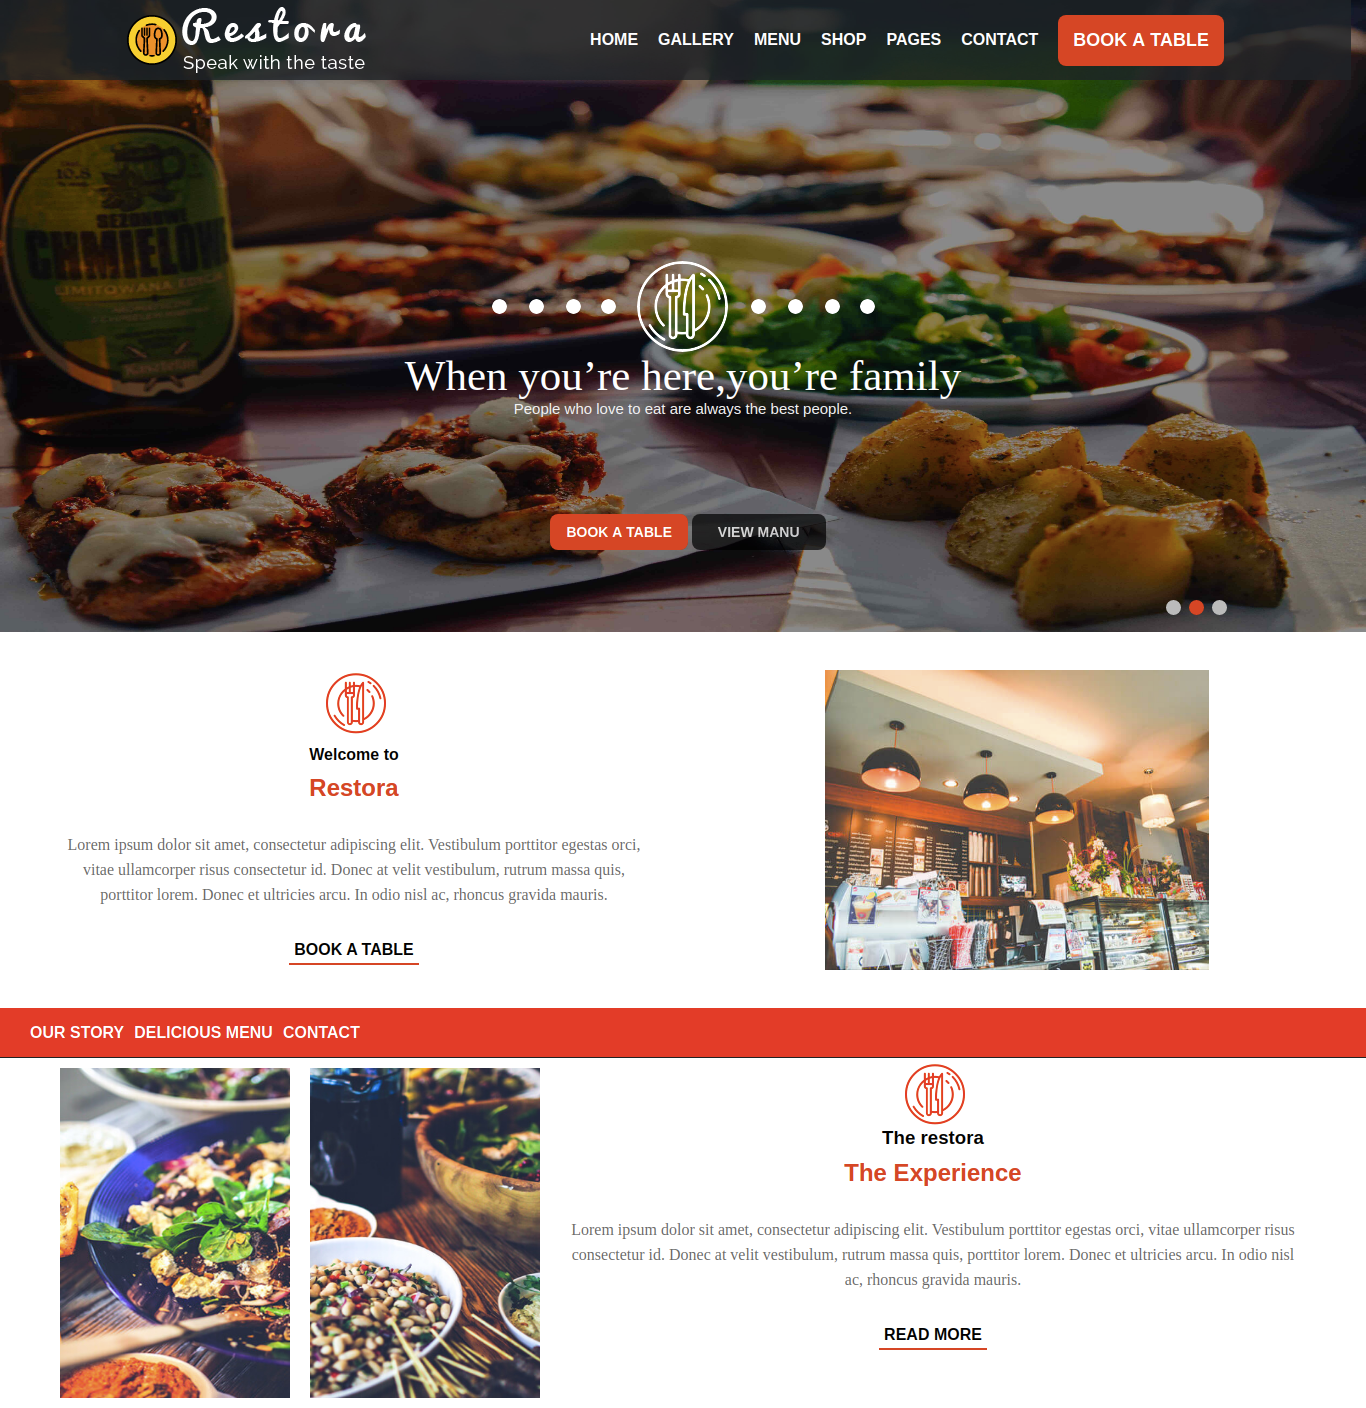 Restora
Speak with the taste
HOME GALLERY MENU SHOP PAGES CONTACT BOOK A TABLE
SEZONOWE
CHMIELOW
LIMITOWANA
When you’re here,you’re family
People who love to eat are always the best people.
BOOK A TABLE VIEW MANU
Welcome to
Restora
Lorem ipsum dolor sit amet, consectetur adipiscing elit. Vestibulum porttitor egestas orci,
vitae ullamcorper risus consectetur id. Donec at velit vestibulum, rutrum massa quis,
porttitor lorem. Donec et ultricies arcu. In odio nisl ac, rhoncus gravida mauris.
BOOK A TABLE
OUR STORY DELICIOUS MENU CONTACT
The restora
The Experience
Lorem ipsum dolor sit amet, consectetur adipiscing elit. Vestibulum porttitor egestas orci, vitae ullamcorper risus
consectetur id. Donec at velit vestibulum, rutrum massa quis, porttitor lorem. Donec et ultricies arcu. In odio nisl
ac, rhoncus gravida mauris.
READ MORE